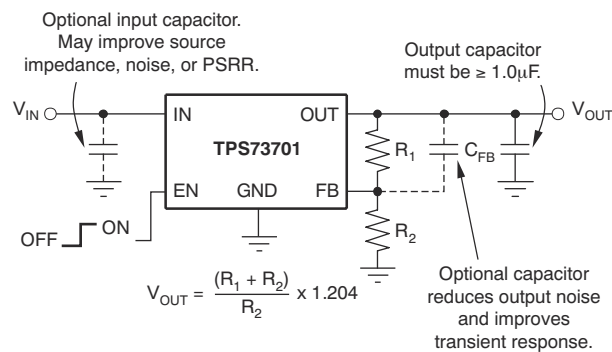 Optional input capacitor.
May improve source
impedance, noise, or PSRR.
Output capacitor
must be ≥ 1.0μF.
V_IN
IN
OUT
V_OUT
TPS73701
R_1
C_FB
EN
GND
FB
OFF
ON
R_2
V_OUT = (R_1 + R_2) / R_2 x 1.204
Optional capacitor
reduces output noise
and improves
transient response.